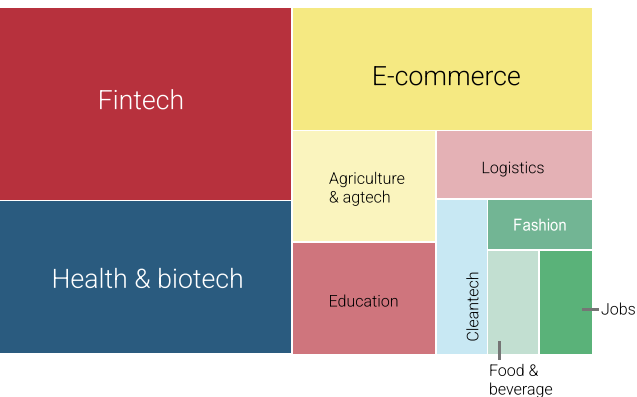 Fintech
E-commerce
Agriculture
& agtech
Logistics
Fashion
Health & biotech
Education
Cleantech
Jobs
Food &
beverage